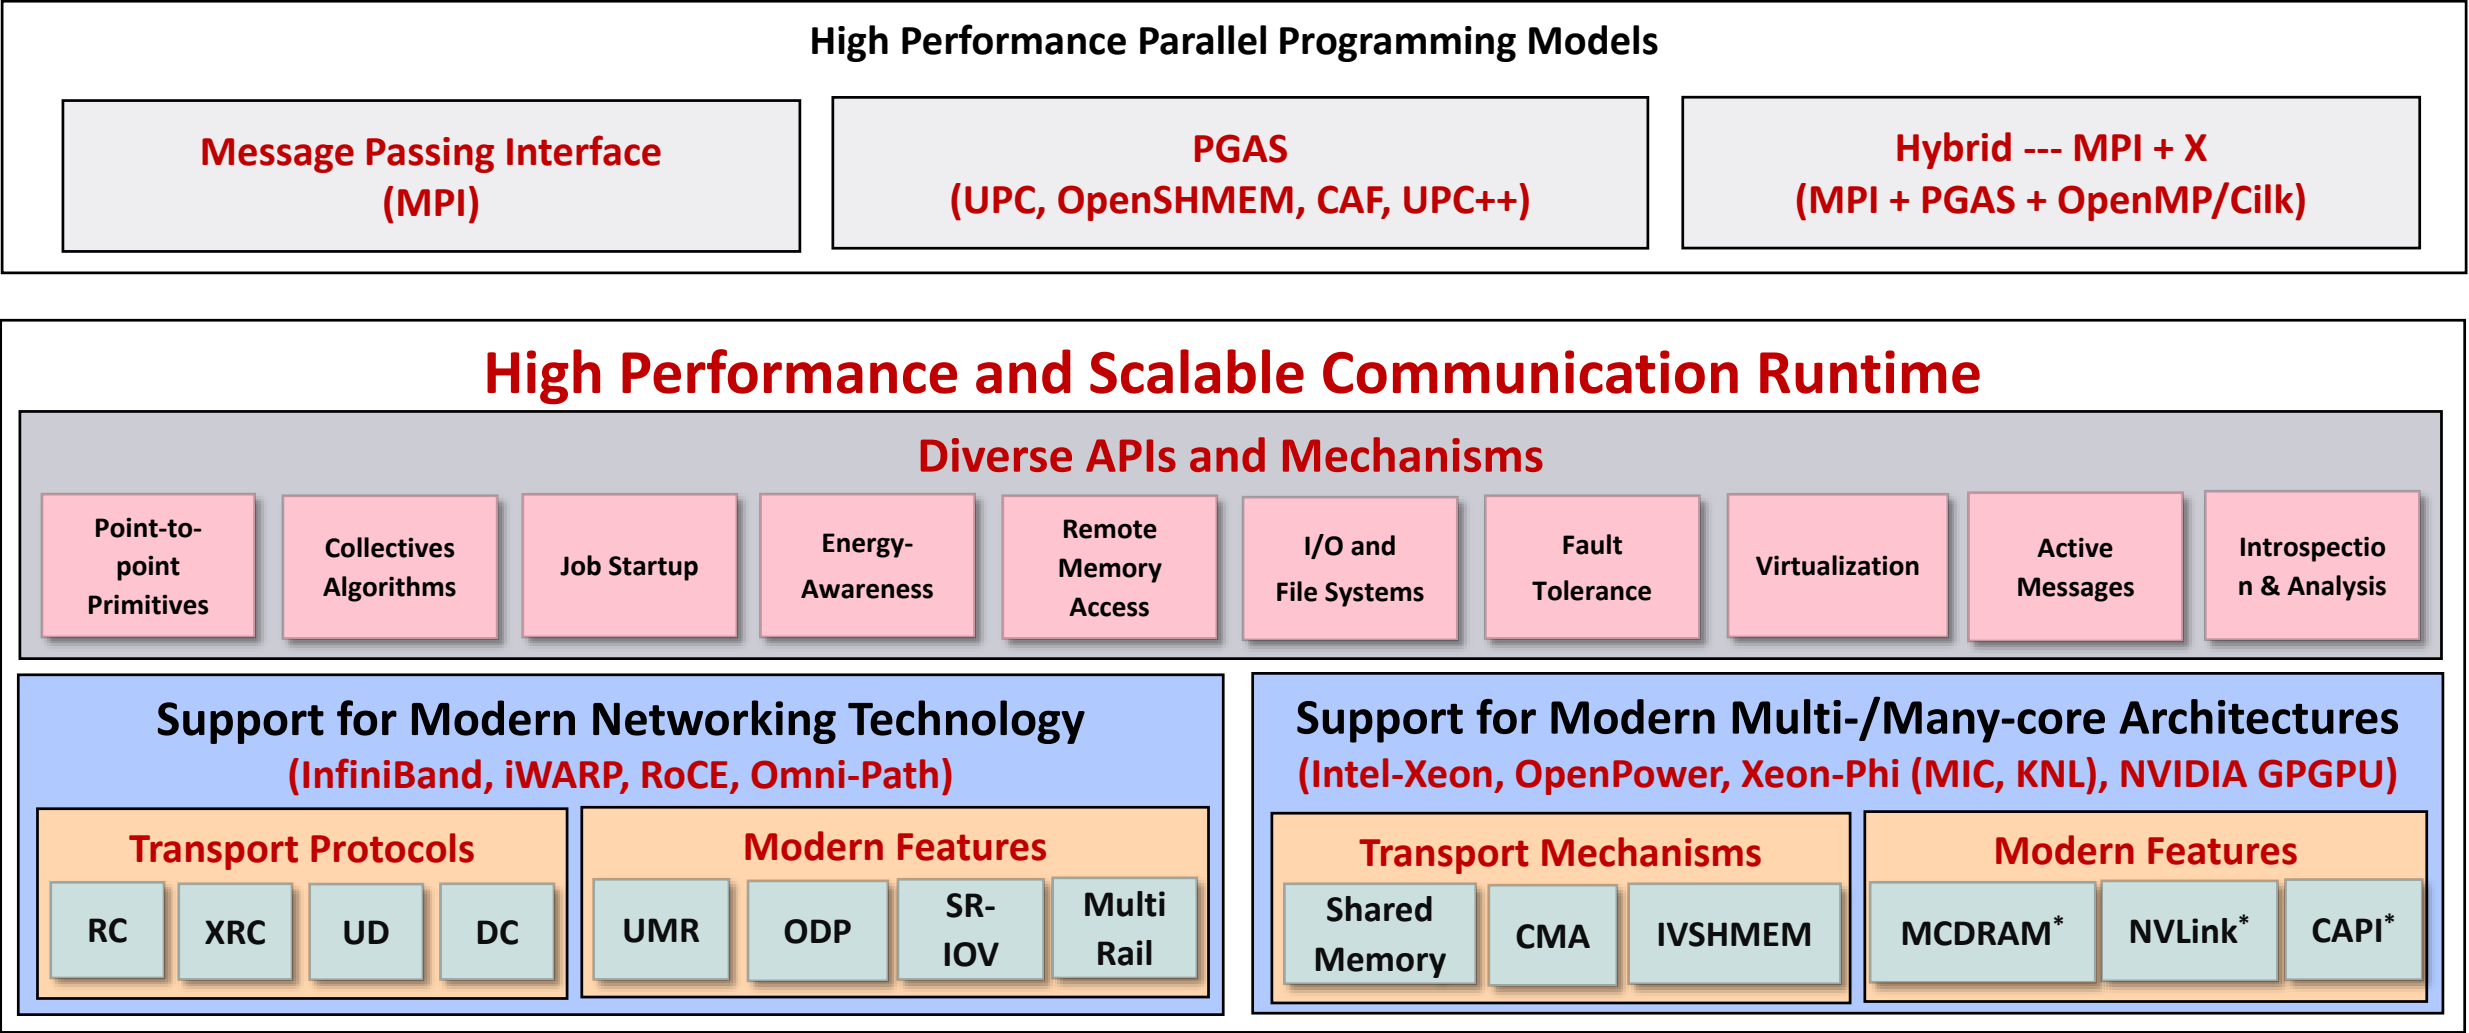 High Performance Parallel Programming Models
Message Passing Interface
(MPI)
PGAS
(UPC, OpenSHMEM, CAF, UPC++)
Hybrid --- MPI + X
(MPI + PGAS + OpenMP/Cilk)
High Performance and Scalable Communication Runtime
Diverse APIs and Mechanisms
Point-to-
point
Primitives
Collectives
Algorithms
Job Startup
Energy-
Awareness
Remote
Memory
Access
I/O and
File Systems
Fault
Tolerance
Virtualization
Active
Messages
Introspectio
n & Analysis
Support for Modern Networking Technology
(InfiniBand, iWARP, RoCE, Omni-Path)
Transport Protocols
RC
XRC
UD
DC
Modern Features
UMR
ODP
SR-
IOV
Multi
Rail
Support for Modern Multi-/Many-core Architectures
(Intel-Xeon, OpenPower, Xeon-Phi (MIC, KNL), NVIDIA GPGPU)
Transport Mechanisms
Shared
Memory
CMA
IVSHMEM
Modern Features
MCDRAM*
NVLink*
CAPI*